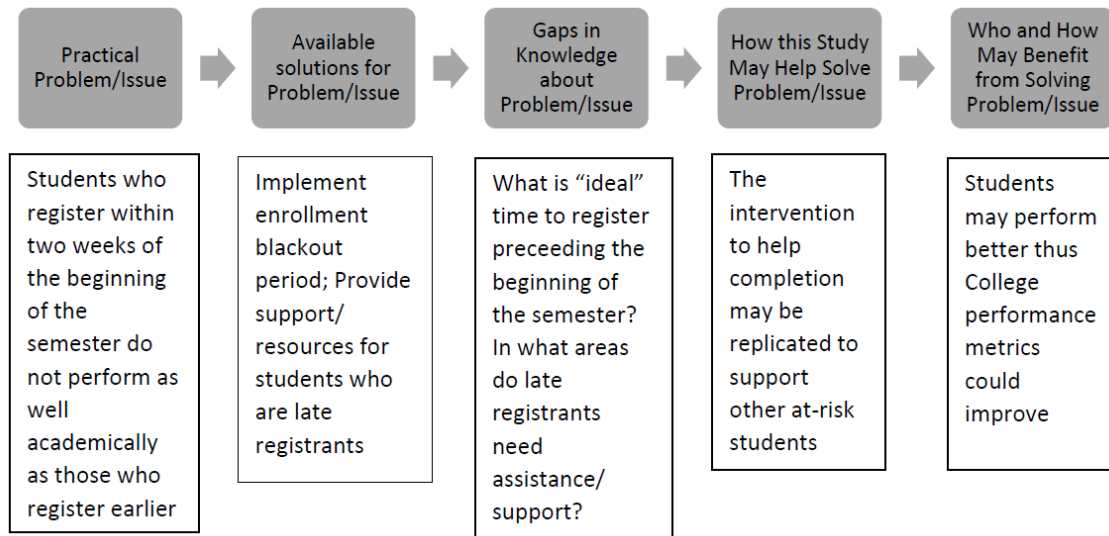 Practical
Problem/Issue
Available
solutions for
Problem/Issue
Gaps in
Knowledge
about
Problem/Issue
How this Study
May Help Solve
Problem/Issue
Who and How
May Benefit
from Solving
Problem/Issue
Students who
register within
two weeks of
the beginning
of the
semester do
not perform as
well
academically
as those who
register earlier
Implement
enrollment
blackout
period; Provide
support/
resources for
students who
are late
registrants
What is “ideal”
time to register
preceeding the
beginning of
the semester?
In what areas
do late
registrants
need
assistance/
support?
The
intervention
to help
completion
may be
replicated to
support
other at-risk
students
Students
may perform
better thus
College
performance
metrics
could
improve